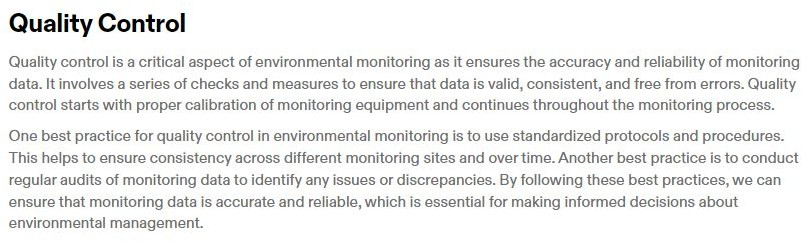 Quality Control
Quality control is a critical aspect of environmental monitoring as it ensures the accuracy and reliability of monitoring
data. It involves a series of checks and measures to ensure that data is valid, consistent, and free from errors. Quality
control starts with proper calibration of monitoring equipment and continues throughout the monitoring process.
One best practice for quality control in environmental monitoring is to use standardized protocols and procedures.
This helps to ensure consistency across different monitoring sites and over time. Another best practice is to conduct
regular audits of monitoring data to identify any issues or discrepancies. By following these best practices, we can
ensure that monitoring data is accurate and reliable, which is essential for making informed decisions about
environmental management.